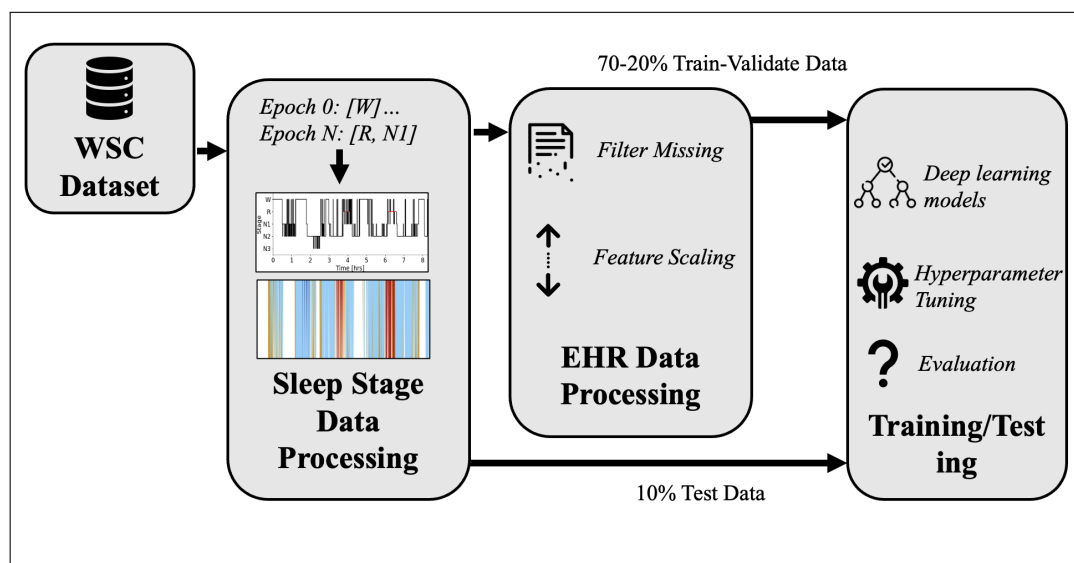 WSC
Dataset
Epoch 0: [W]...
Epoch N: [R, N1]
Stage
W
R
N1
N2
N3
0 1 2 3 4 5 6 7 8
Time [hrs]
Sleep Stage
Data
Processing
Filter Missing
Feature Scaling
EHR Data
Processing
70-20% Train-Validate Data
10% Test Data
Deep learning
models
Hyperparameter
Tuning
Evaluation
Training/Test
ing